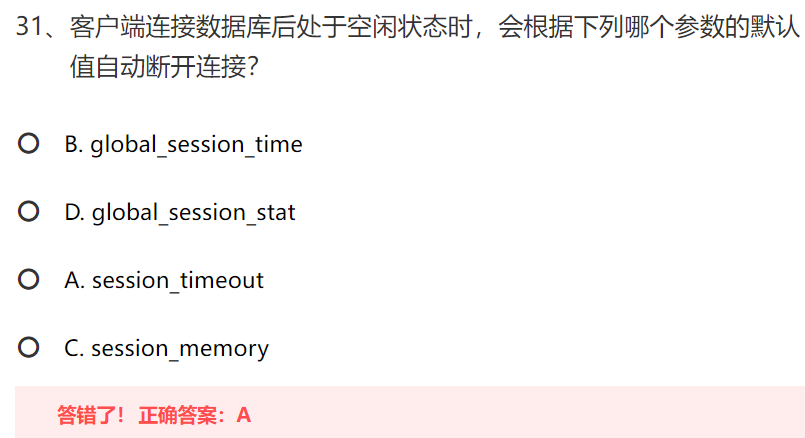 31、客户端连接数据库后处于空闲状态时，会根据下列哪个参数的默认
值自动断开连接？
B. global_session_time
D. global_session_stat
A. session_timeout
C. session_memory
答错了！ 正确答案：A